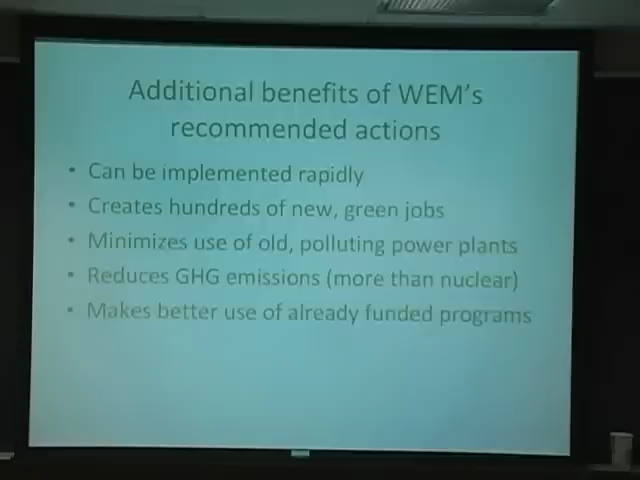 Additional benefits of WEM's
recommended actions
• Can be implemented rapidly
• Creates hundreds of new, green jobs
• Minimizes use of old, polluting power plants
• Reduces GHG emissions (more than nuclear)
• Makes better use of already funded programs